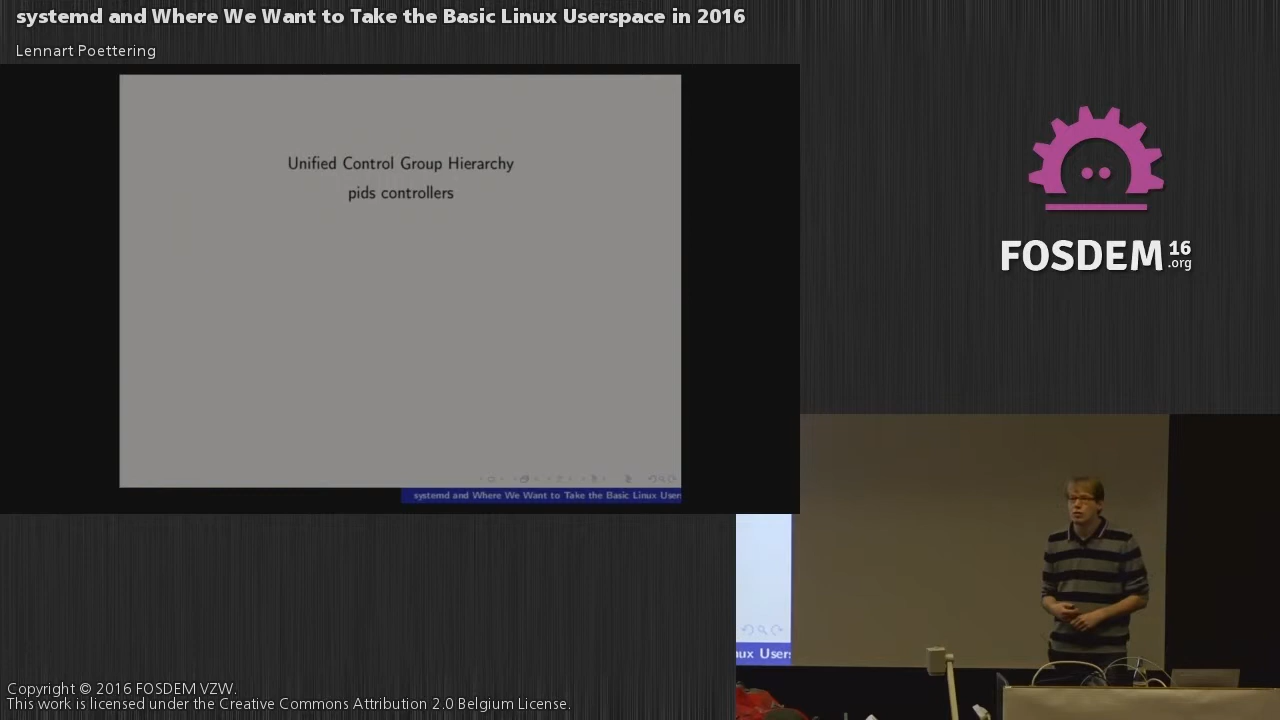 systemd and Where We Want to Take the Basic Linux Userspace in 2016
Lennart Poettering
Unified Control Group Hierarchy
pids controllers
systemd and Where We Want to Take the Basic Linux User
FOSDEM 16
.org
nux Users
Copyright © 2016 FOSDEM VZW.
This work is licensed under the Creative Commons Attribution 2.0 Belgium License.